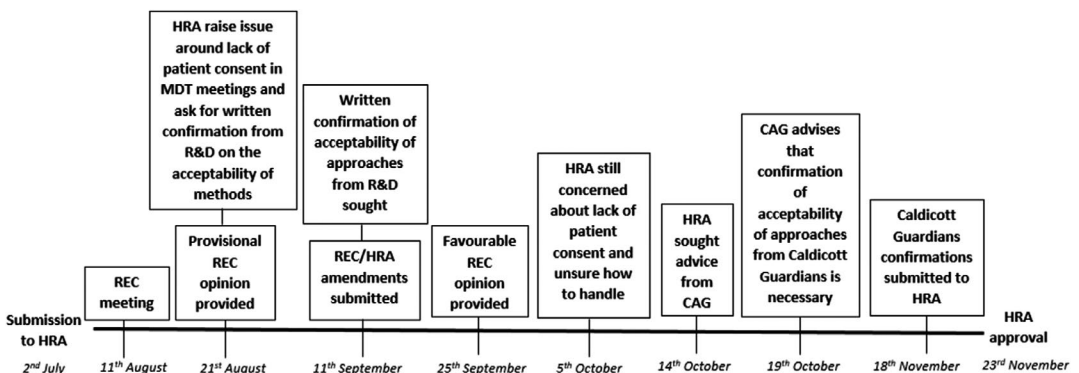 HRA raise issue
around lack of
patient consent in
MDT meetings and
ask for written
confirmation from
R&D on the
acceptability of
methods
Written
confirmation of
acceptability of
approaches
from R&D
sought
CAG advises
that
confirmation
of
acceptability
of approaches
from Caldicott
Guardians is
necessary
HRA still
concerned
about lack of
patient
consent and
unsure how
to handle
HRA
sought
advice
from
CAG
Caldicott
Guardians
confirmations
submitted to
HRA
Provisional
REC
opinion
provided
REC/HRA
amendments
submitted
Favourable
REC
opinion
provided
REC
meeting
Submission
to HRA
HRA
approval
2nd July
11th August
21st August
11th September
25th September
5th October
14th October
19th October
18th November
23rd November